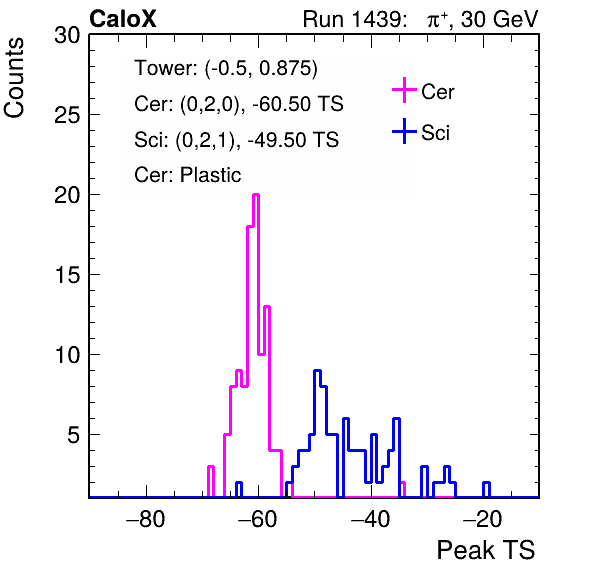 CaloX Run 1439: π+, 30 GeV
Counts
Tower: (-0.5, 0.875)
Cer: (0,2,0), -60.50 TS
Sci: (0,2,1), -49.50 TS
Cer: Plastic
Cer
Sci
30
25
20
15
10
5
−80 −60 −40 −20
Peak TS